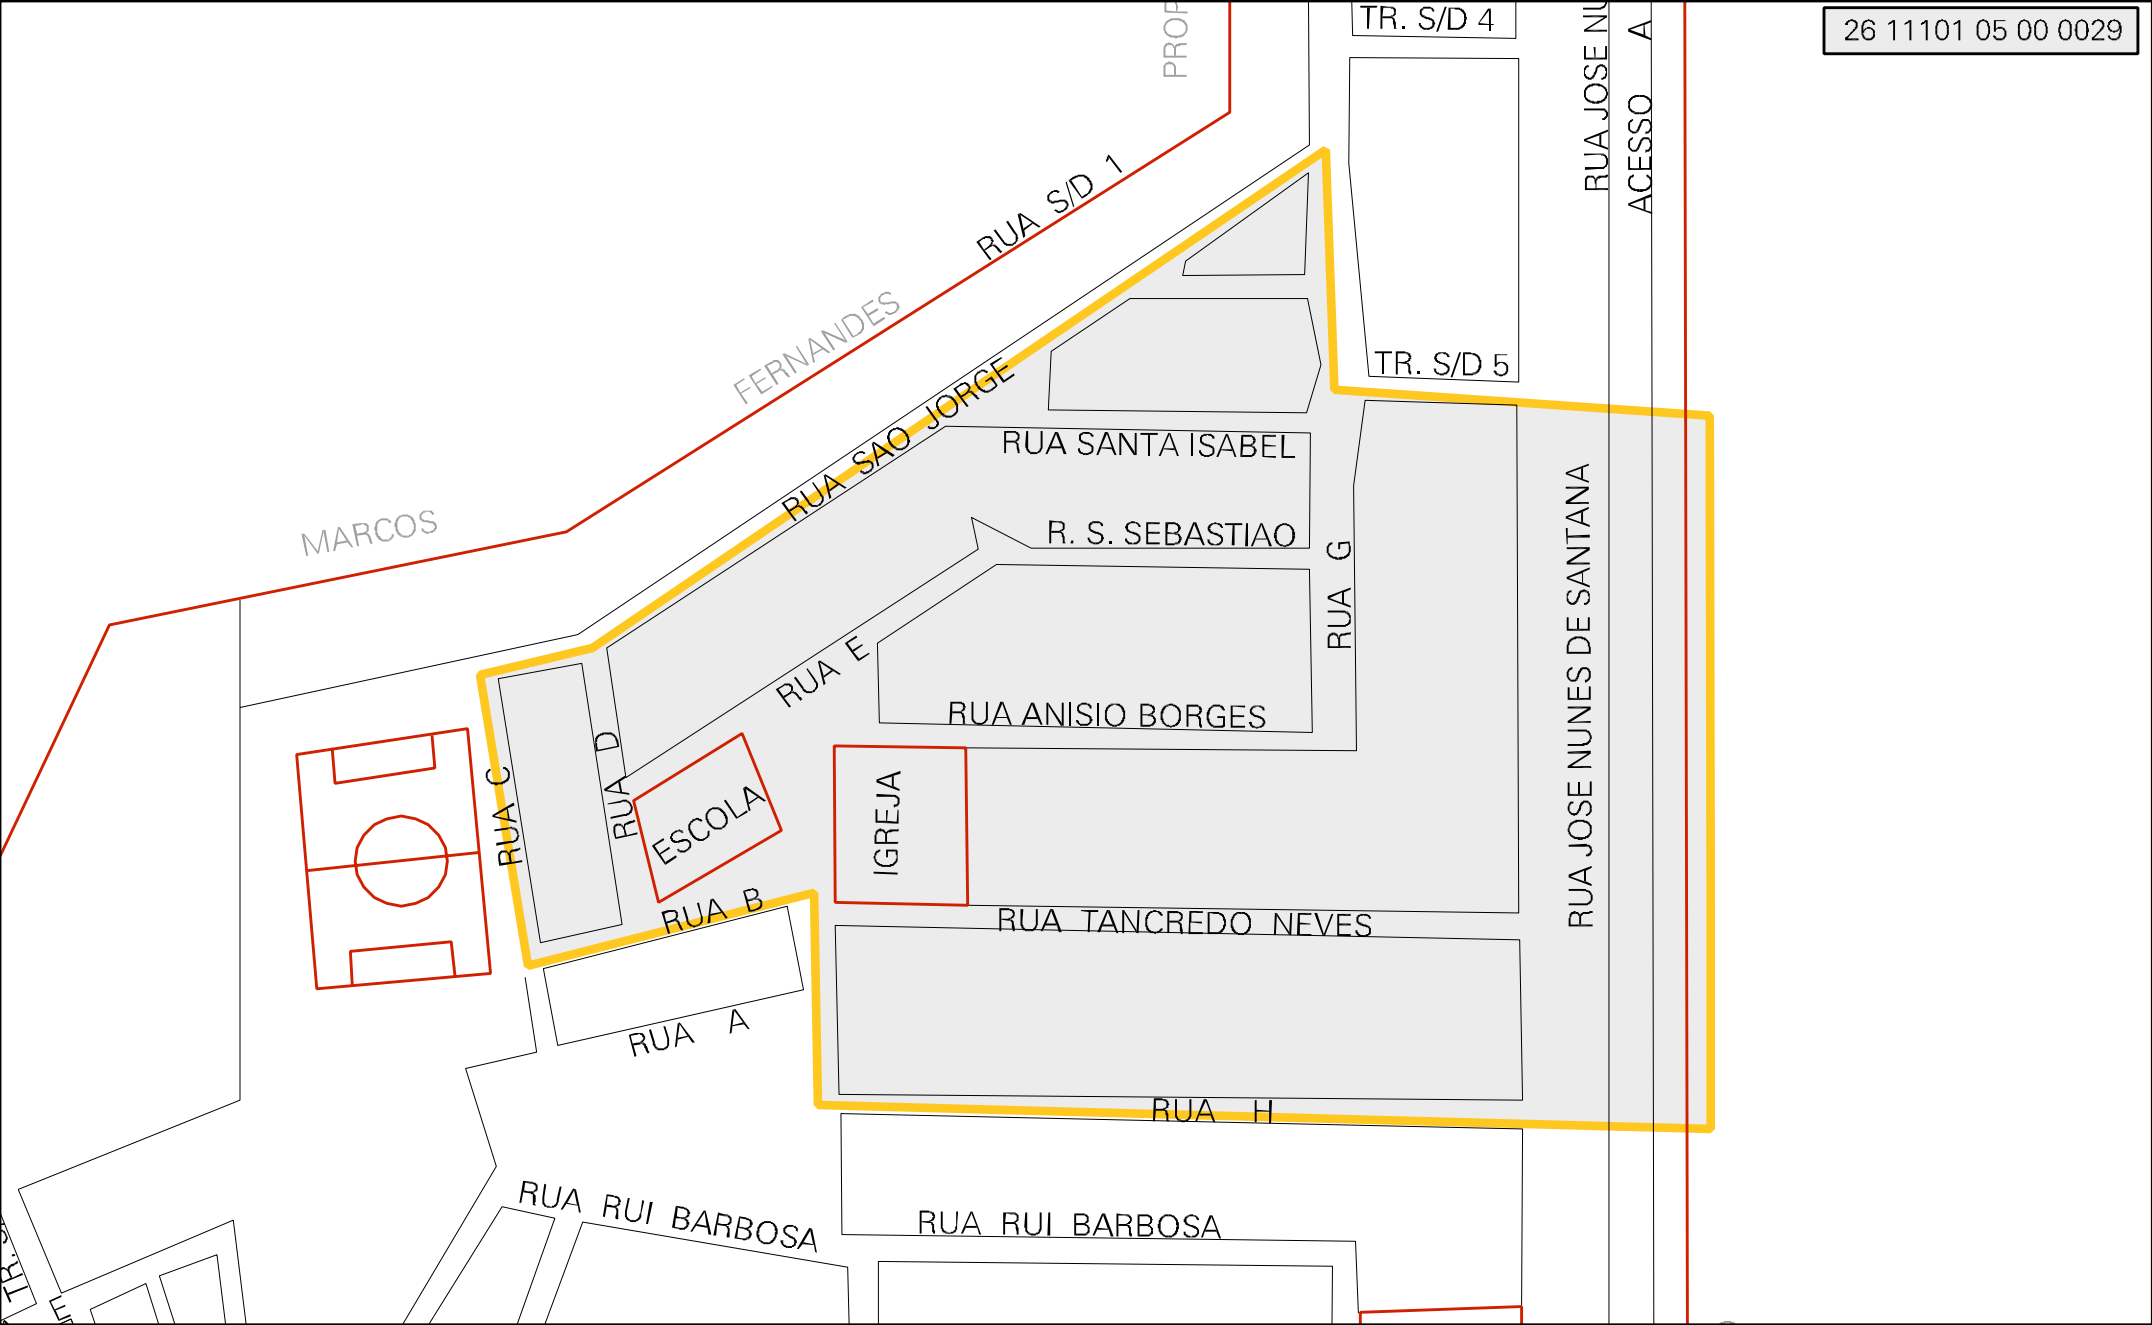 TR. S/D 4
26 11101 05 00 0029
RUA JOSE NU
ACESSO A
PROP
RUA S/D 1
FERNANDES
MARCOS
TR. S/D 5
RUA SAO JORGE
RUA SANTA ISABEL
R. S. SEBASTIAO
RUA G
RUA JOSE NUNES DE SANTANA
RUA E
RUA ANISIO BORGES
RUA D
RUA C
ESCOLA
IGREJA
RUA B
RUA TANCREDO NEVES
RUA A
RUA H
RUA RUI BARBOSA
RUA RUI BARBOSA
TR.